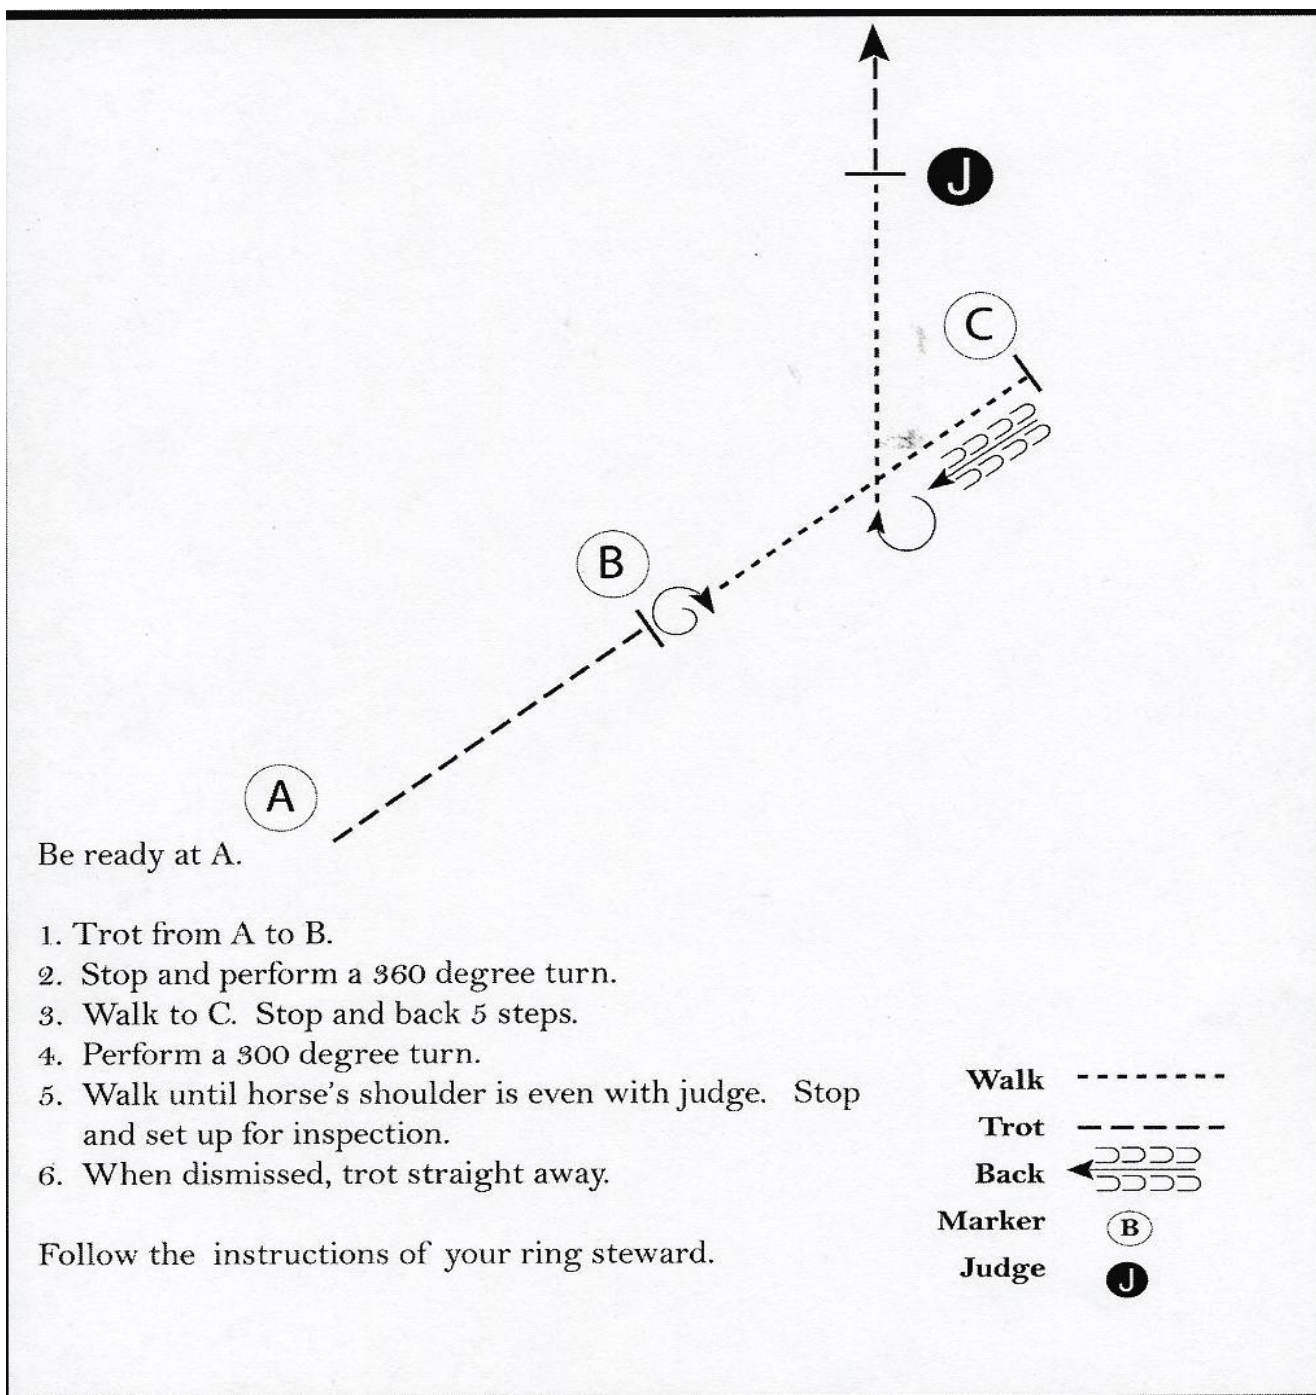 J
C
B
A
Be ready at A.
1. Trot from A to B.
2. Stop and perform a 360 degree turn.
3. Walk to C. Stop and back 5 steps.
4. Perform a 300 degree turn.
5. Walk until horse's shoulder is even with judge. Stop
and set up for inspection.
6. When dismissed, trot straight away.
Follow the instructions of your ring steward.
Walk
Trot
Back
Marker B
Judge J